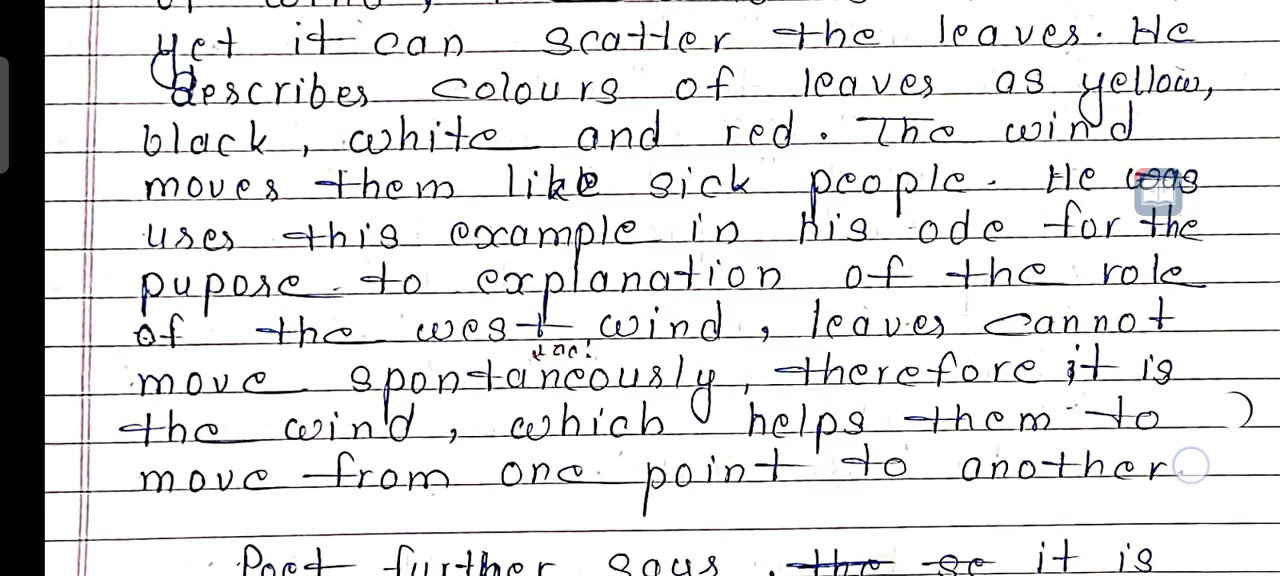 yet it can scatter the leaves. He
describes colours of leaves as yellow,
black, white and red. The wind
moves them like sick people. He was
uses this example in his ode for the
pupose to explanation of the role
of the west wind, leaves cannot
move spontaneously, therefore it is
the wind, which helps them to
move from one point to another
Poet further says, the so it is